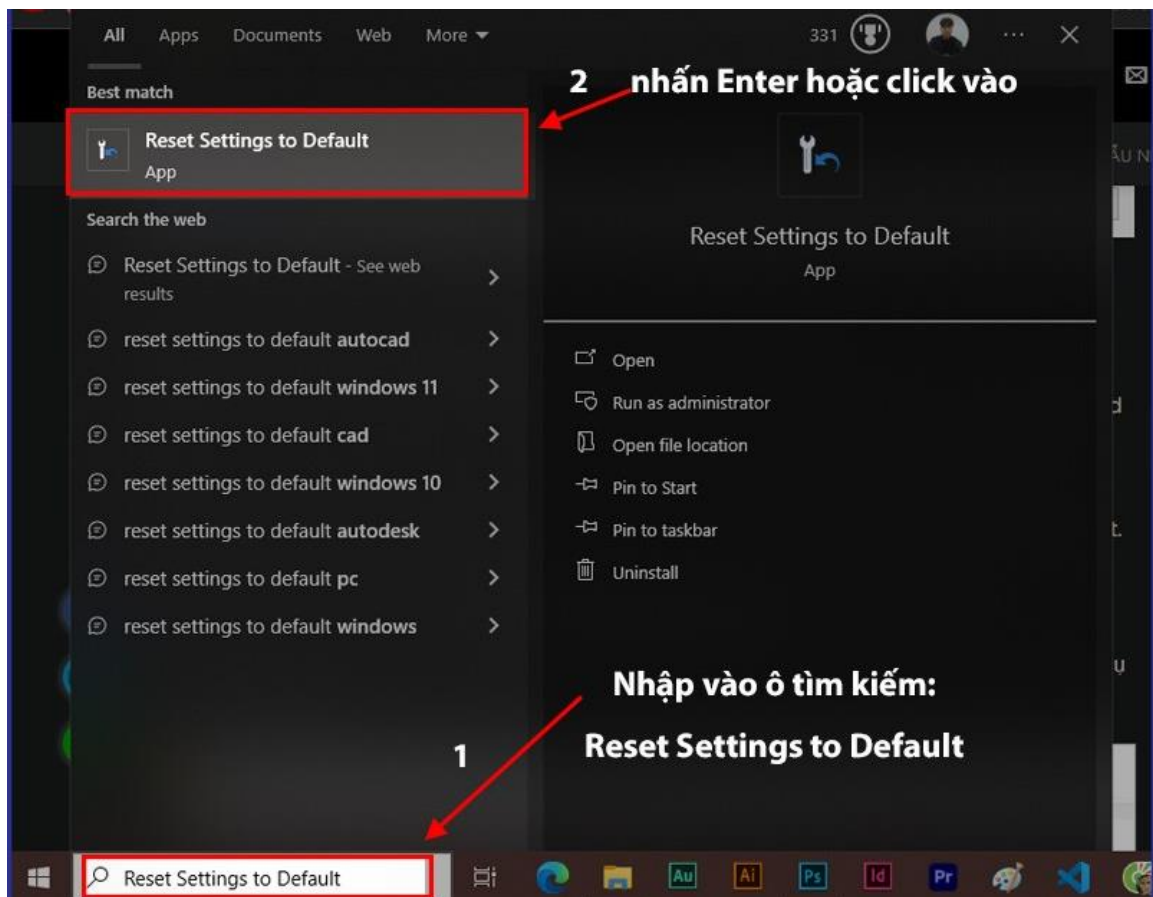 All Apps Documents Web More 331
Best match
2 nhấn Enter hoặc click vào
Reset Settings to Default
App
Search the web
Reset Settings to Default - See web
results
reset settings to default autocad
reset settings to default windows 11
reset settings to default cad
reset settings to default windows 10
reset settings to default autodesk
reset settings to default pc
reset settings to default windows
Reset Settings to Default
App
Open
Run as administrator
Open file location
Pin to Start
Pin to taskbar
Uninstall
Nhập vào ô tìm kiếm:
Reset Settings to Default
1
Reset Settings to Default
Au Ai Ps Id Pr